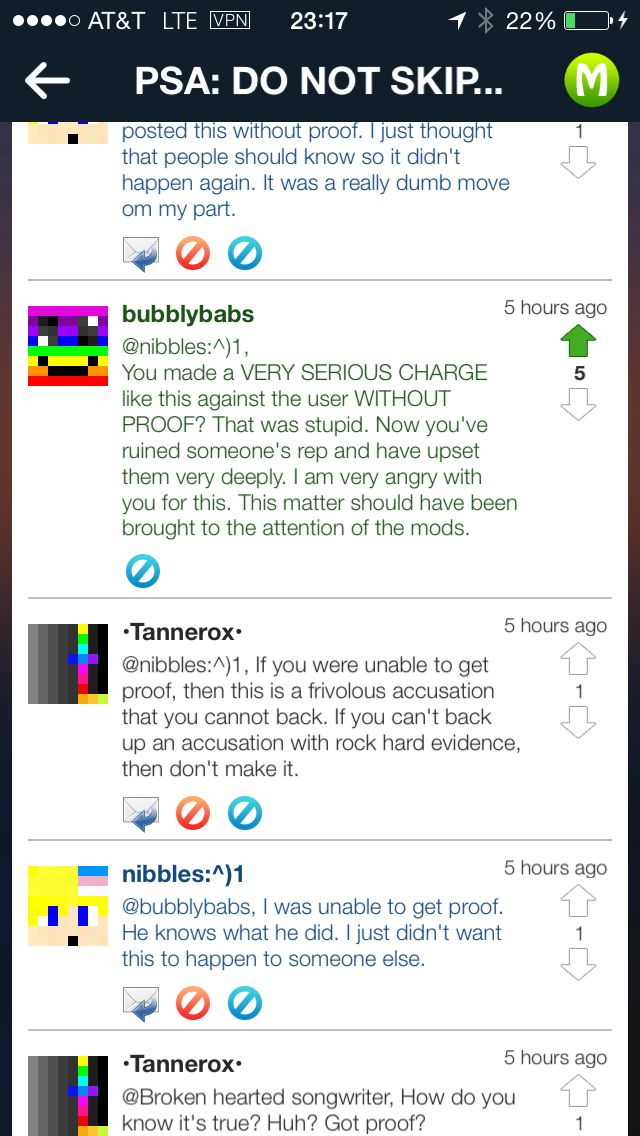 AT&T LTE VPN 23:17 22%
PSA: DO NOT SKIP... M
posted this without proof. I just thought 1
that people should know so it didn't
happen again. It was a really dumb move
om my part.
bubblybabs 5 hours ago
@nibbles:^)1,
You made a VERY SERIOUS CHARGE 5
like this against the user WITHOUT
PROOF? That was stupid. Now you've
ruined someone's rep and have upset
them very deeply. I am very angry with
you for this. This matter should have been
brought to the attention of the mods.
•Tannerox• 5 hours ago
@nibbles:^)1, If you were unable to get
proof, then this is a frivolous accusation 1
that you cannot back. If you can't back
up an accusation with rock hard evidence,
then don't make it.
nibbles:^)1 5 hours ago
@bubblybabs, I was unable to get proof.
He knows what he did. I just didn't want 1
this to happen to someone else.
•Tannerox• 5 hours ago
@Broken hearted songwriter, How do you
know it's true? Huh? Got proof? 1